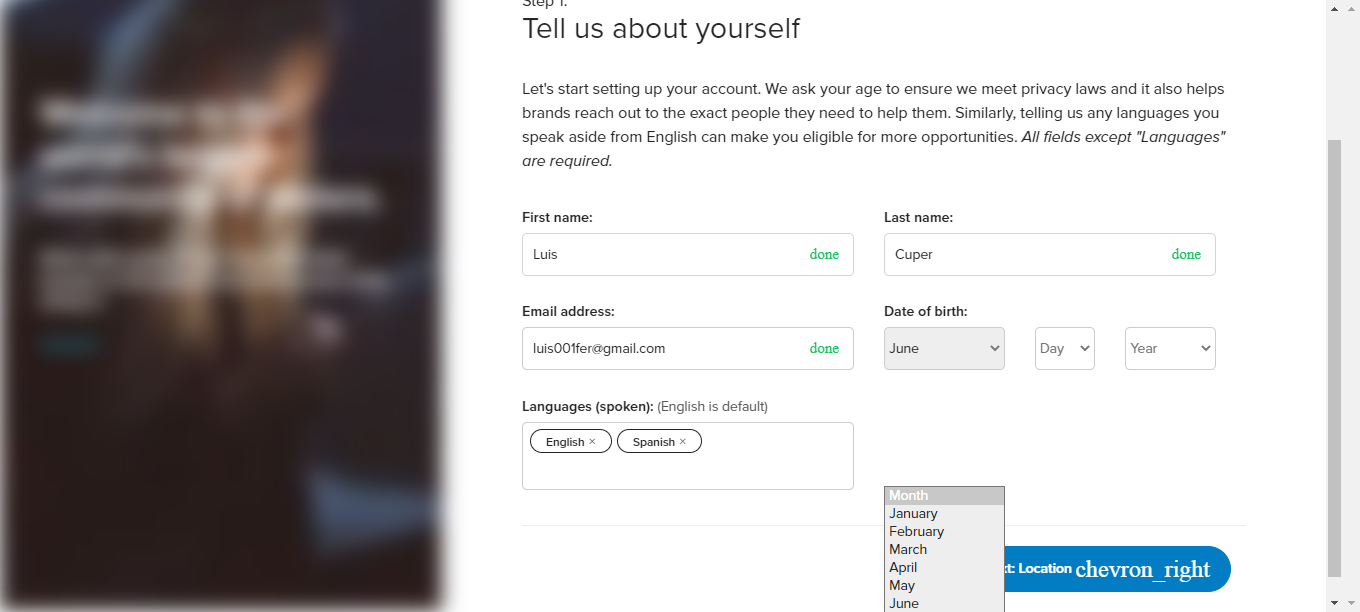 Step 1:
Tell us about yourself
Let's start setting up your account. We ask your age to ensure we meet privacy laws and it also helps
brands reach out to the exact people they need to help them. Similarly, telling us any languages you
speak aside from English can make you eligible for more opportunities. All fields except "Languages"
are required.
First name:
Last name:
Luis done
Cuper done
Email address:
Date of birth:
luis001fer@gmail.com done
June Day Year
Languages (spoken): (English is default)
English × Spanish ×
Month
January
February
March
April
May
June
: Location chevron_right